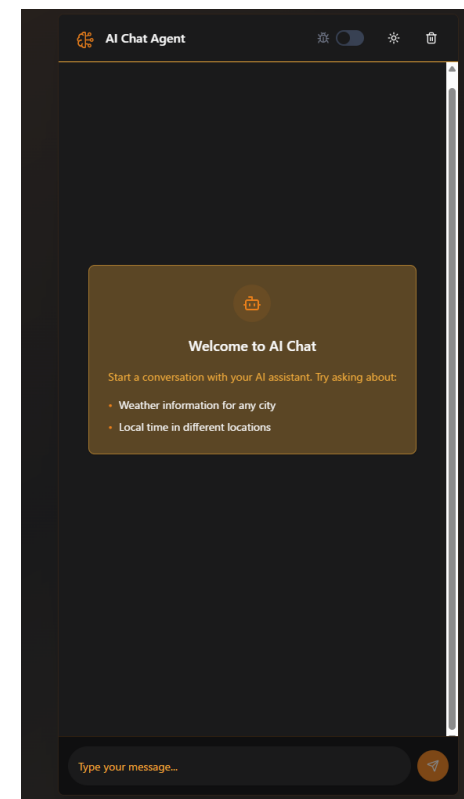 AI Chat Agent
Welcome to AI Chat
Start a conversation with your AI assistant. Try asking about:
• Weather information for any city
• Local time in different locations
Type your message...